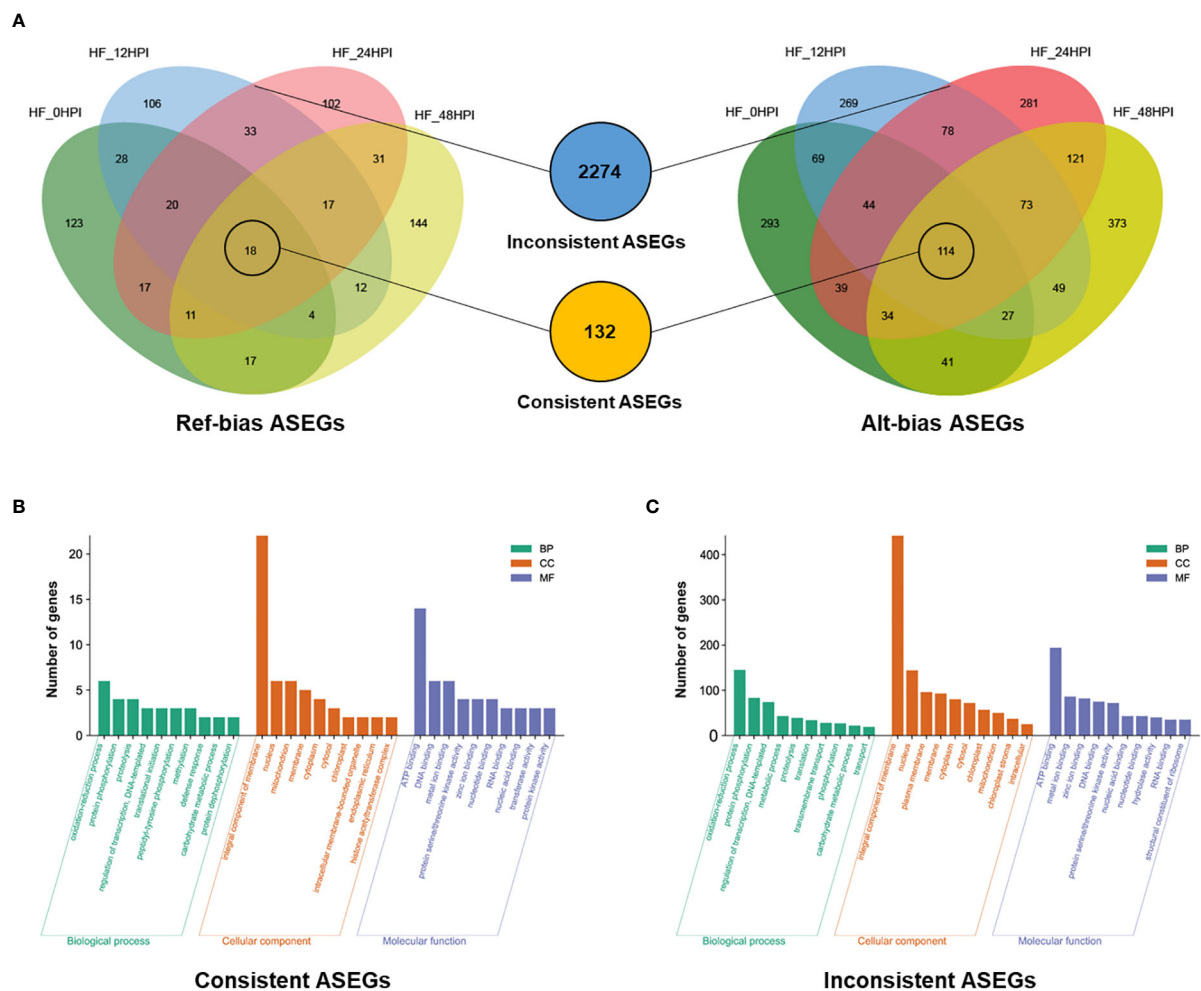 A
HF_12HPI
HF_24HPI
HF_0HPI
HF_48HPI
106
102
33
28
31
123
20
17
144
18
17
12
11
4
17
Ref-bias ASEGs
2274
Inconsistent ASEGs
132
Consistent ASEGs
HF_12HPI
HF_24HPI
HF_0HPI
HF_48HPI
269
281
78
69
121
293
44
73
373
114
39
49
34
27
41
Alt-bias ASEGs
B
Number of genes
20
15
10
5
0
BP
CC
MF
oxidation-reduction process
protein phosphorylation
proteolysis
regulation of transcription, DNA-templated
translational initiation
peptidyl-tyrosine phosphorylation
methylation
defense response
carbohydrate metabolic process
protein dephosphorylation
integral component of membrane
nucleus
mitochondrion
membrane
cytoplasm
cytosol
chloroplast
intracellular membrane-bounded organelle
endoplasmic reticulum
histone acetyltransferase complex
ATP binding
DNA binding
metal ion binding
protein serine/threonine kinase activity
zinc ion binding
nucleotide binding
RNA binding
nucleic acid binding
transferase activity
protein kinase activity
Biological process
Cellular component
Molecular function
Consistent ASEGs
C
Number of genes
400
300
200
100
0
BP
CC
MF
oxidation-reduction process
protein phosphorylation
regulation of transcription, DNA-templated
metabolic process
proteolysis
translation
transmembrane transport
phosphorylation
carbohydrate metabolic process
transport
integral component of membrane
nucleus
plasma membrane
membrane
cytoplasm
cytosol
chloroplast
mitochondrion
chloroplast stroma
intracellular
ATP binding
metal ion binding
zinc ion binding
DNA binding
protein serine/threonine kinase activity
nucleic acid binding
nucleotide binding
hydrolase activity
RNA binding
structural constituent of ribosome
Biological process
Cellular component
Molecular function
Inconsistent ASEGs